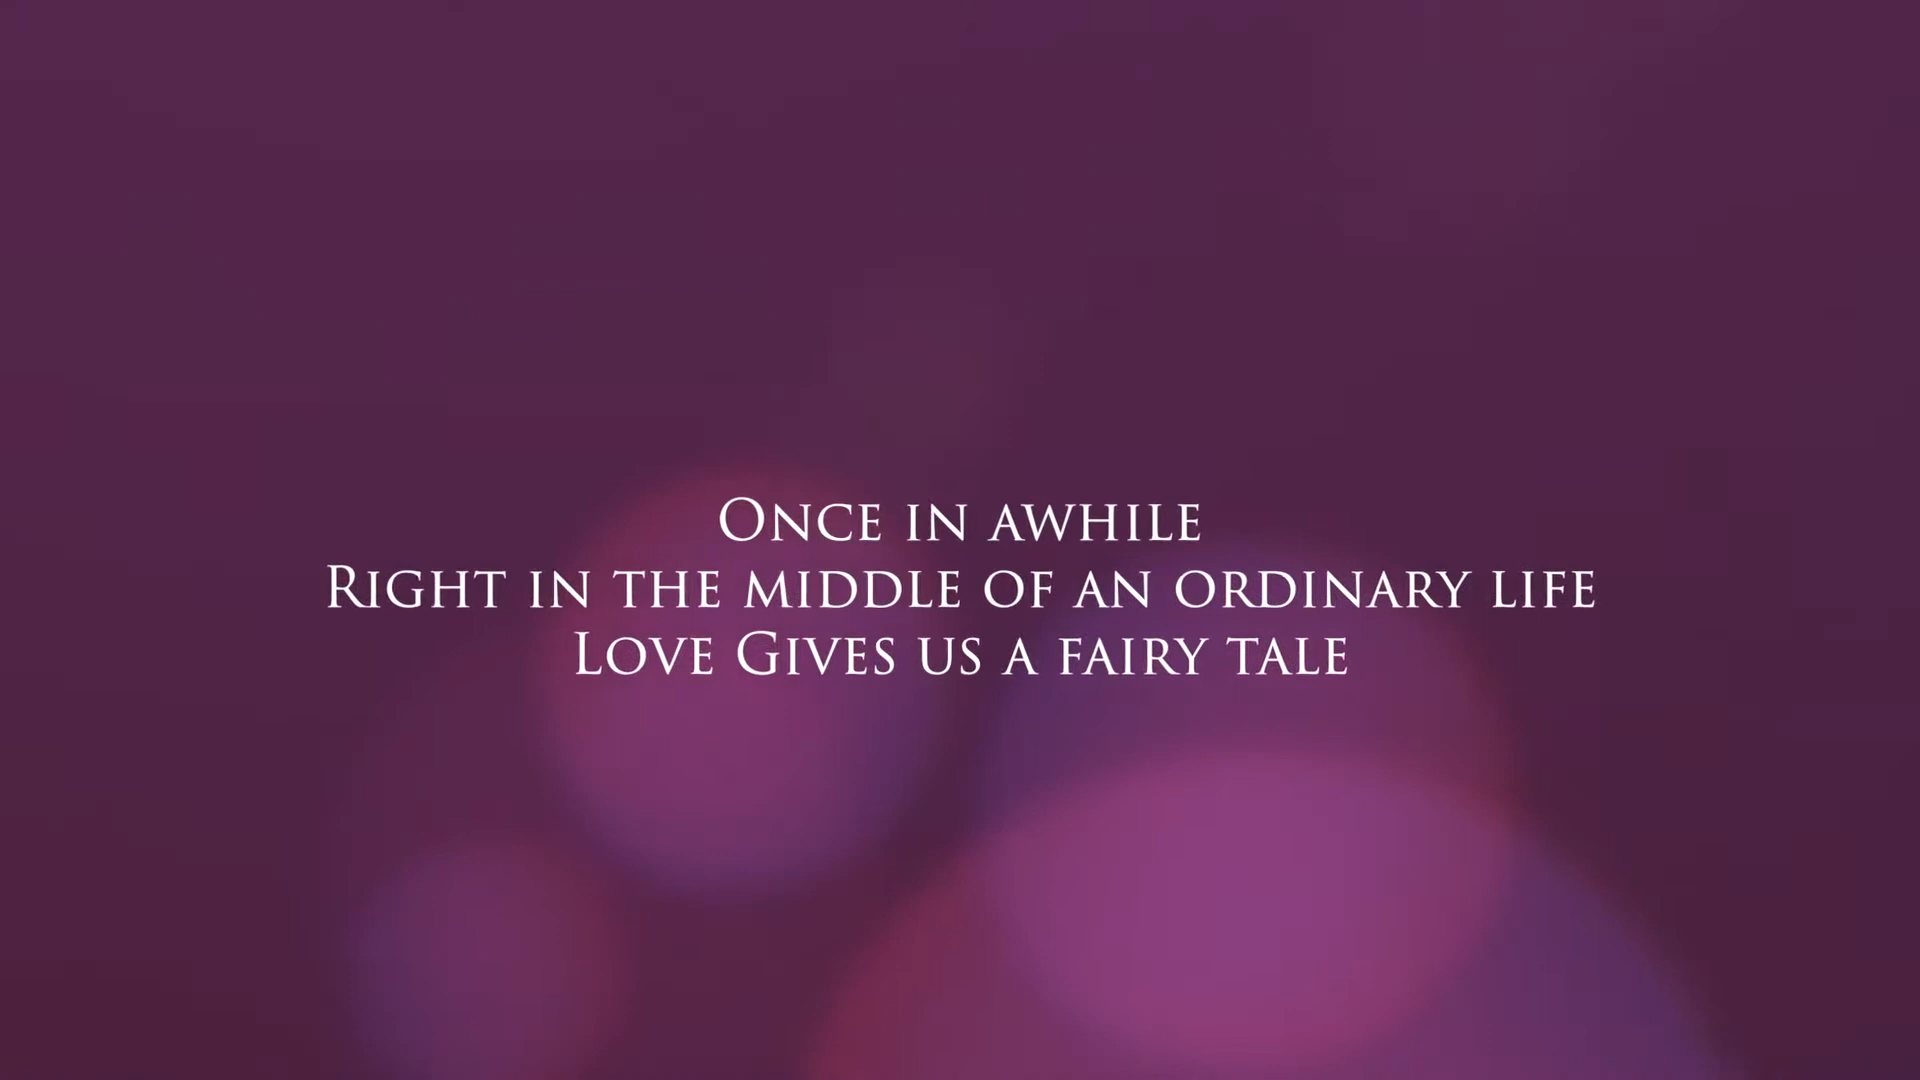 Once in awhile
Right in the middle of an ordinary life
Love Gives us a fairy tale